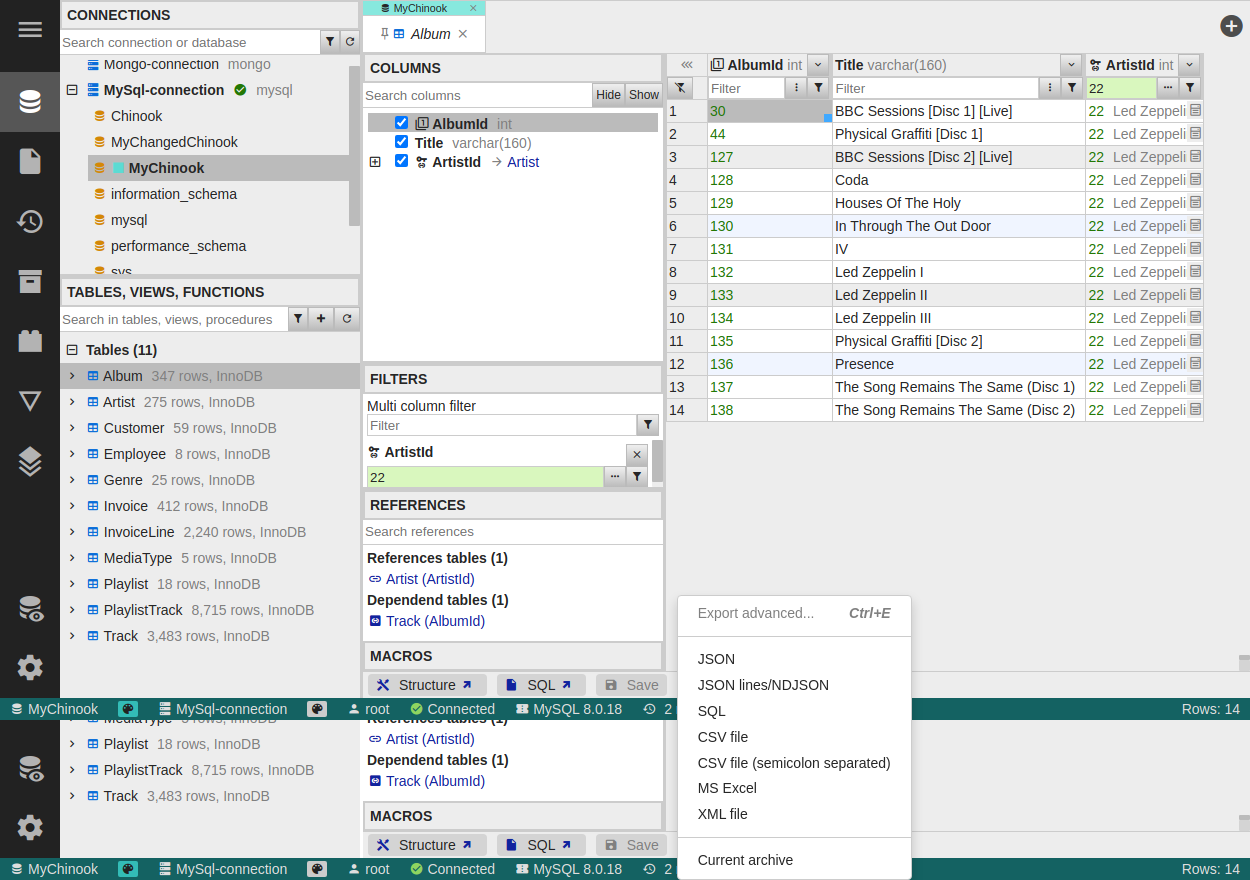 CONNECTIONS
Search connection or database
Mongo-connection mongo
MySql-connection mysql
Chinook
MyChangedChinook
MyChinook
information_schema
mysql
performance_schema
sys
TABLES, VIEWS, FUNCTIONS
Search in tables, views, procedures
Tables (11)
Album 347 rows, InnoDB
Artist 275 rows, InnoDB
Customer 59 rows, InnoDB
Employee 8 rows, InnoDB
Genre 25 rows, InnoDB
Invoice 412 rows, InnoDB
InvoiceLine 2,240 rows, InnoDB
MediaType 5 rows, InnoDB
Playlist 18 rows, InnoDB
PlaylistTrack 8,715 rows, InnoDB
Track 3,483 rows, InnoDB
MyChinook
Album
COLUMNS
Search columns
Hide Show
AlbumId int
Title varchar(160)
ArtistId Artist
FILTERS
Multi column filter
Filter
ArtistId
22
REFERENCES
Search references
References tables (1)
Artist (ArtistId)
Dependend tables (1)
Track (AlbumId)
MACROS
Structure SQL Save
AlbumId int Title varchar(160) ArtistId int
Filter Filter 22
1 30 BBC Sessions [Disc 1] [Live] 22 Led Zeppeli
2 44 Physical Graffiti [Disc 1] 22 Led Zeppeli
3 127 BBC Sessions [Disc 2] [Live] 22 Led Zeppeli
4 128 Coda 22 Led Zeppeli
5 129 Houses Of The Holy 22 Led Zeppeli
6 130 In Through The Out Door 22 Led Zeppeli
7 131 IV 22 Led Zeppeli
8 132 Led Zeppelin I 22 Led Zeppeli
9 133 Led Zeppelin II 22 Led Zeppeli
10 134 Led Zeppelin III 22 Led Zeppeli
11 135 Physical Graffiti [Disc 2] 22 Led Zeppeli
12 136 Presence 22 Led Zeppeli
13 137 The Song Remains The Same (Disc 1) 22 Led Zeppeli
14 138 The Song Remains The Same (Disc 2) 22 Led Zeppeli
Export advanced... Ctrl+E
JSON
JSON lines/NDJSON
SQL
CSV file
CSV file (semicolon separated)
MS Excel
XML file
Current archive
MyChinook MySql-connection root Connected MySQL 8.0.18 2 Rows: 14
MediaType 5 rows, InnoDB
Playlist 18 rows, InnoDB
PlaylistTrack 8,715 rows, InnoDB
Track 3,483 rows, InnoDB
References tables (1)
Artist (ArtistId)
Dependend tables (1)
Track (AlbumId)
MACROS
Structure SQL Save
MyChinook MySql-connection root Connected MySQL 8.0.18 2 Rows: 14